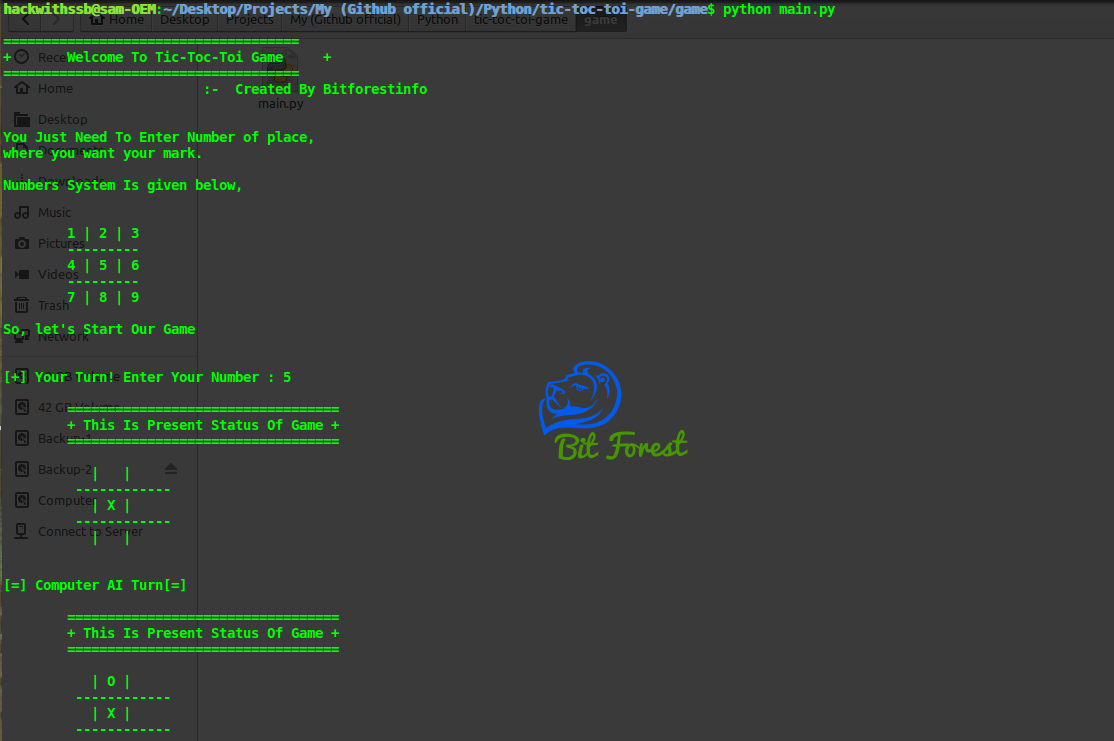 hackwithssb@sam-OEM:~/Desktop/Projects/My (Github official)/Python/tic-toc-toi-game/game$ python main.py
Home Desktop Projects My (Github official) Python tic-toc-toi-game game
==================================
+ Welcome To Tic-Toc-Toi Game +
==================================
:- Created By Bitforestinfo
Home
main.py
Desktop
You Just Need To Enter Number of place,
where you want your mark.
Numbers System Is given below,
Music
1 | 2 | 3
Pictures
---------
4 | 5 | 6
Videos
---------
7 | 8 | 9
Trash
So, let's Start Our Game
Network
[+] Your Turn: Enter Your Number : 5
42 GB Volume
==================================
+ This Is Present Status Of Game +
==================================
Backup-1
Backup-2
|   |
------------
Computer
| X |
------------
Connect to Server
|   |
Bit Forest
[=] Computer AI Turn[=]
==================================
+ This Is Present Status Of Game +
==================================
| O |
------------
| X |
------------